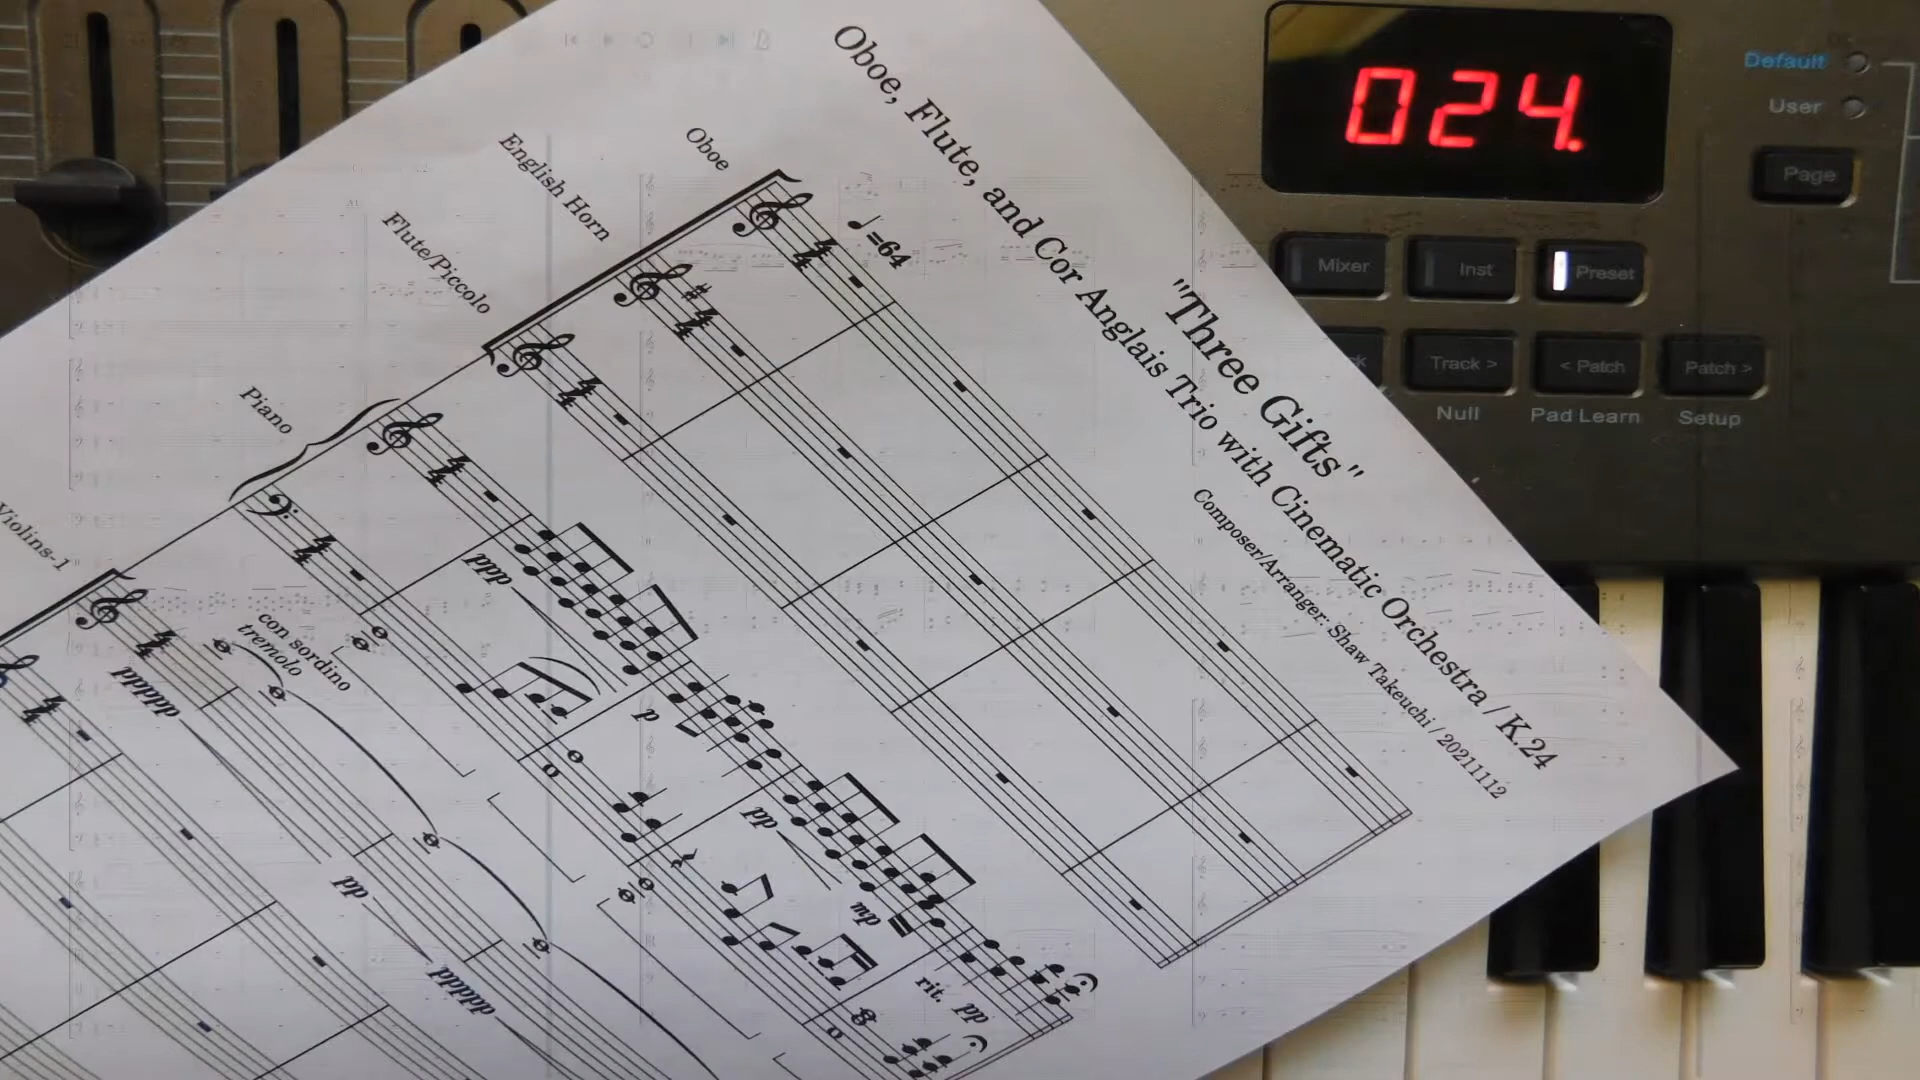 "Three Gifts"
Oboe, Flute, and Cor Anglais Trio with Cinematic Orchestra / K.24
Composer/Arranger: Shaw Takeuchi / 20211112
=64
Oboe
English Horn
Flute/Piccolo
Piano
ppp
p
pp
mp
rit.
pp
Violins-1
con sordino
tremolo
ppppp
pp
ppppp
024.
Default
User
Page
Mixer
Inst
Preset
Track >
< Patch
Patch >
Null
Pad Learn
Setup